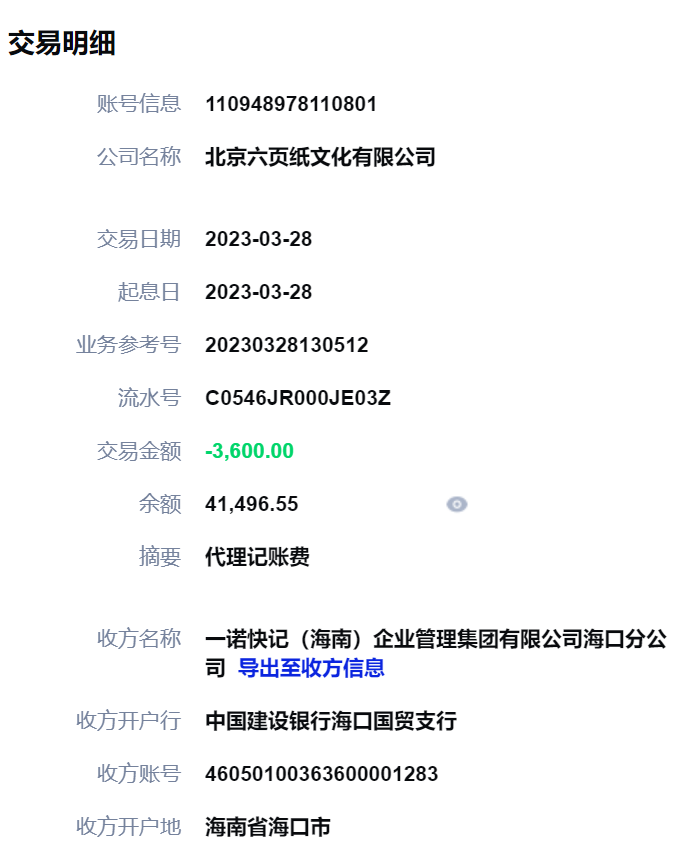 交易明细
账号信息 110948978110801
公司名称 北京六页纸文化有限公司
交易日期 2023-03-28
起息日 2023-03-28
业务参考号 20230328130512
流水号 C0546JR000JE03Z
交易金额 -3,600.00
余额 41,496.55
摘要 代理记账费
收方名称 一诺快记（海南）企业管理集团有限公司海口分公
司 导出至收方信息
收方开户行 中国建设银行海口国贸支行
收方账号 46050100363600001283
收方开户地 海南省海口市